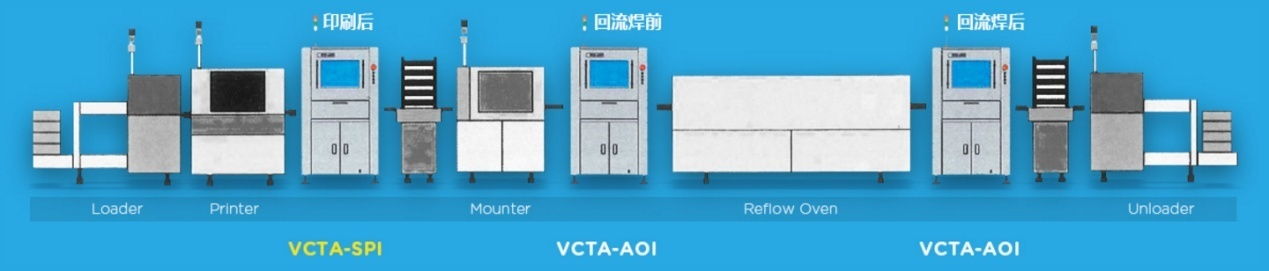 印刷后
回流焊前
回流焊后
Loader
Printer
Mounter
Reflow Oven
Unloader
VCTA-SPI
VCTA-AOI
VCTA-AOI